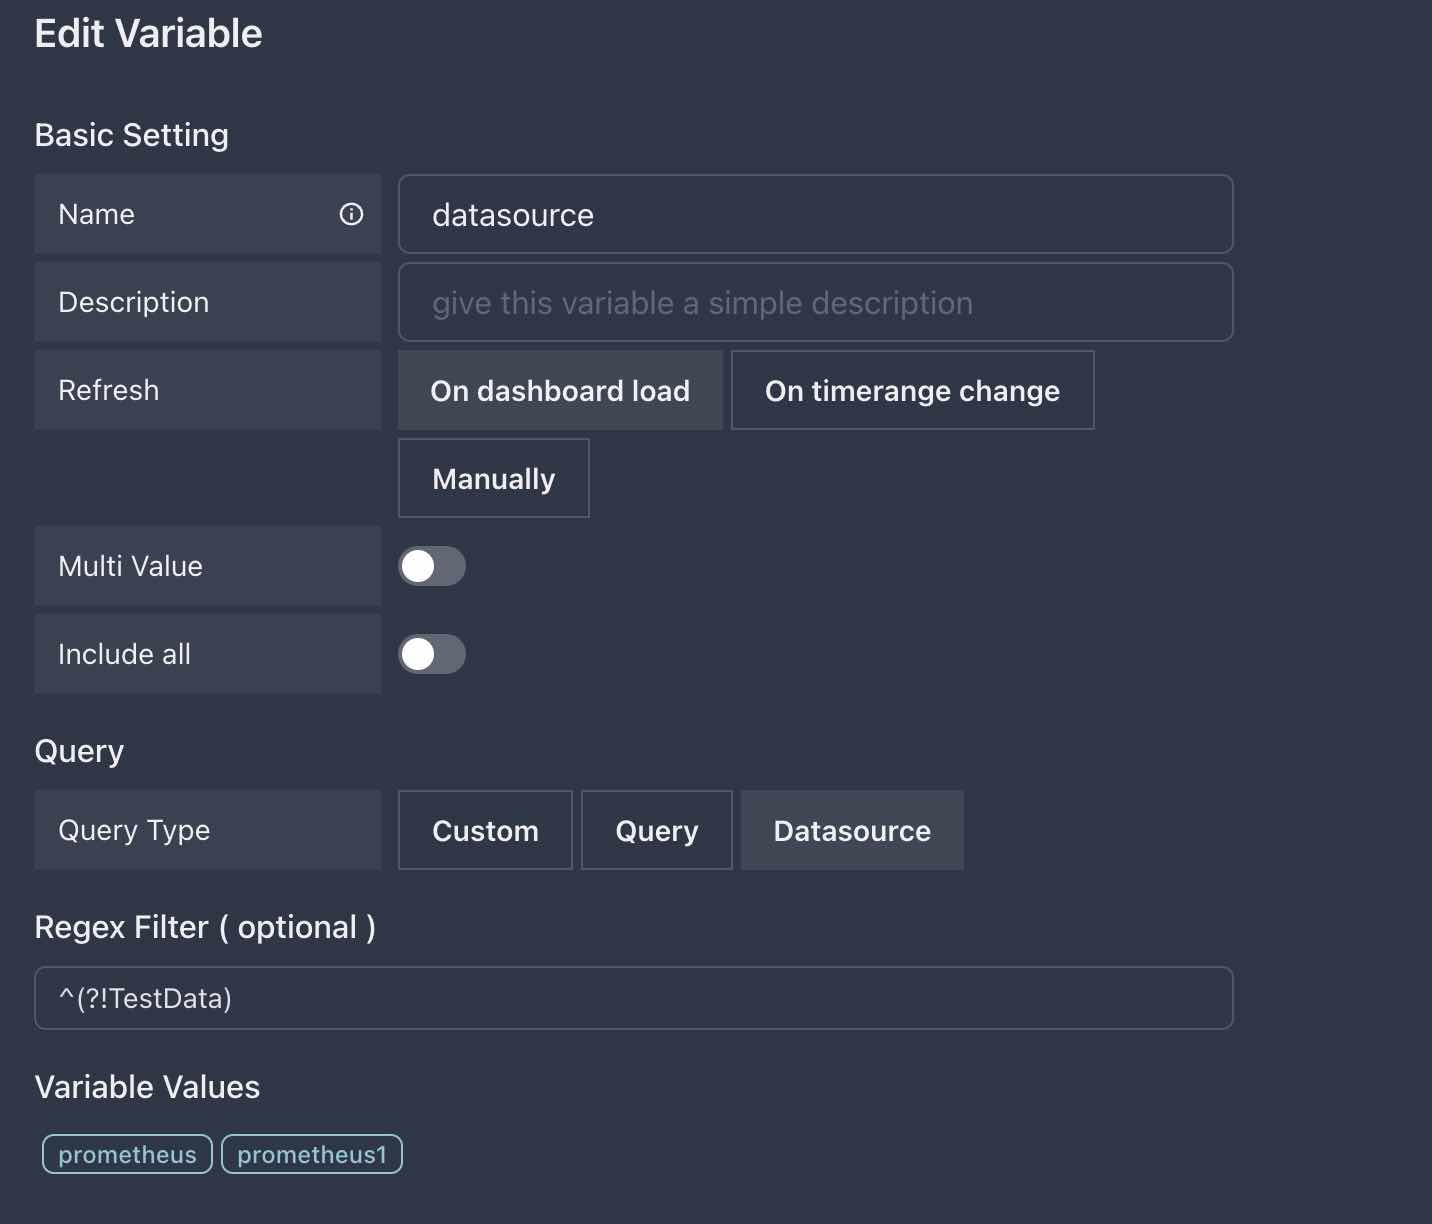 Edit Variable
Basic Setting
Name
datasource
Description
give this variable a simple description
Refresh
On dashboard load
On timerange change
Manually
Multi Value
Include all
Query
Query Type
Custom
Query
Datasource
Regex Filter ( optional )
^(?!TestData)
Variable Values
prometheus
prometheus1